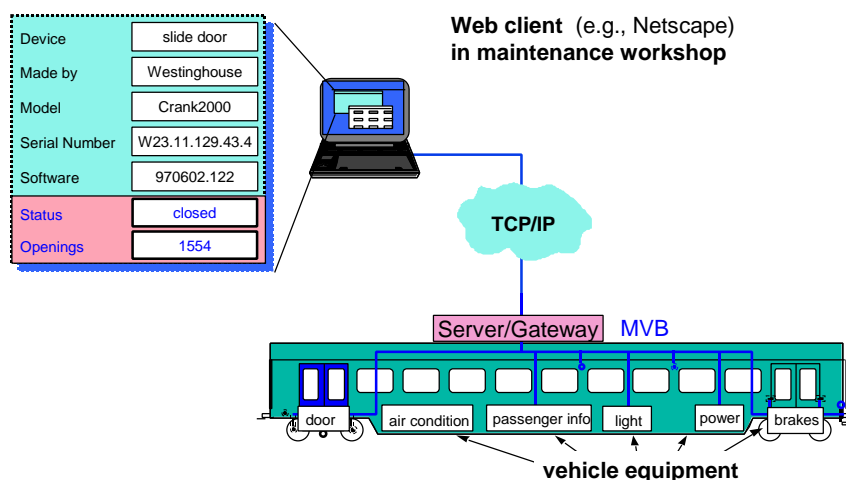 Web client (e.g., Netscape)
in maintenance workshop
Device slide door
Made by Westinghouse
Model Crank2000
Serial Number W23.11.129.43.4
Software 970602.122
Status closed
Openings 1554
TCP/IP
Server/Gateway MVB
door air condition passenger info light power brakes
vehicle equipment